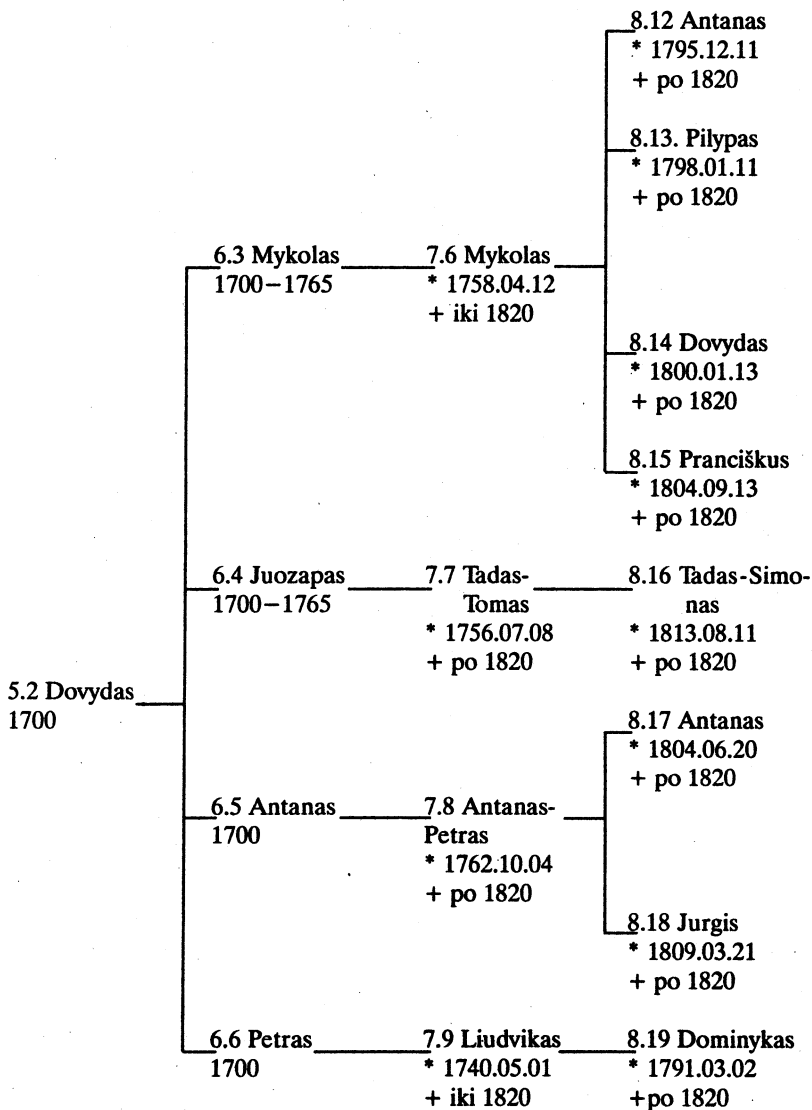 8.12 Antanas
* 1795.12.11
+ po 1820
8.13. Pilypas
* 1798.01.11
+ po 1820
6.3 Mykolas
1700–1765
7.6 Mykolas
* 1758.04.12
+ iki 1820
8.14 Dovydas
* 1800.01.13
+ po 1820
8.15 Pranciškus
* 1804.09.13
+ po 1820
6.4 Juozapas
1700–1765
7.7 Tadas-
Tomas
* 1756.07.08
+ po 1820
8.16 Tadas-Simo-
nas
* 1813.08.11
+ po 1820
5.2 Dovydas
1700
8.17 Antanas
* 1804.06.20
+ po 1820
6.5 Antanas
1700
7.8 Antanas-
Petras
* 1762.10.04
+ po 1820
8.18 Jurgis
* 1809.03.21
+ po 1820
6.6 Petras
1700
7.9 Liudvikas
* 1740.05.01
+ iki 1820
8.19 Dominykas
* 1791.03.02
+po 1820